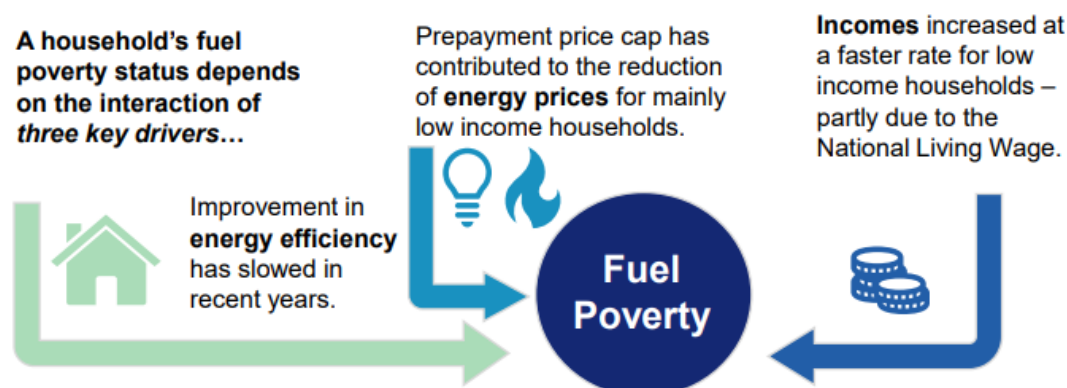 A household's fuel
poverty status depends
on the interaction of
three key drivers…
Prepayment price cap has
contributed to the reduction
of energy prices for mainly
low income households.
Incomes increased at
a faster rate for low
income households –
partly due to the
National Living Wage.
Improvement in
energy efficiency
has slowed in
recent years.
Fuel
Poverty